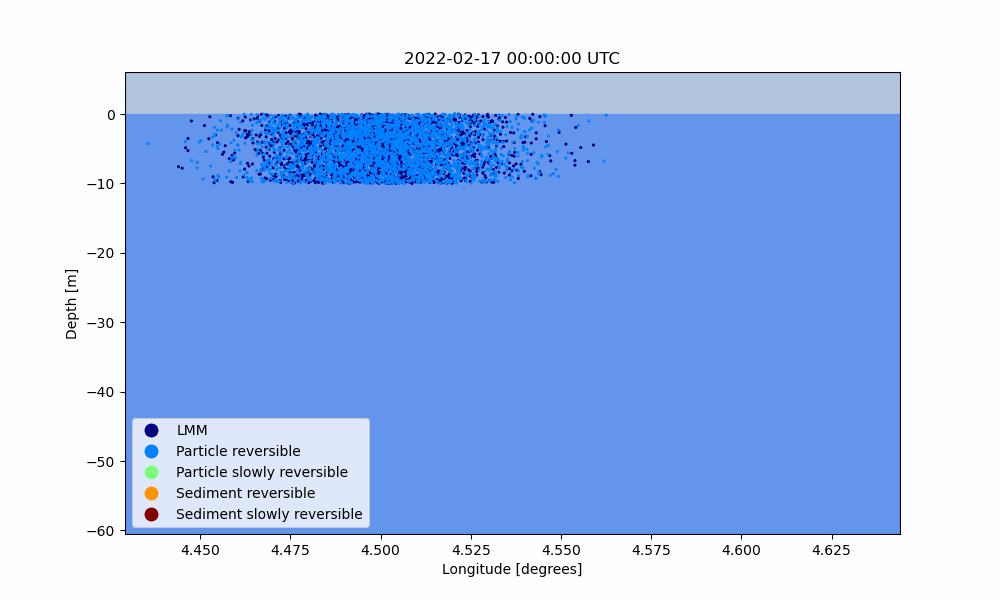 2022-02-17 00:00:00 UTC
0
−10
−20
−30
−40
−50
−60
Depth [m]
LMM
Particle reversible
Particle slowly reversible
Sediment reversible
Sediment slowly reversible
4.450 4.475 4.500 4.525 4.550 4.575 4.600 4.625
Longitude [degrees]